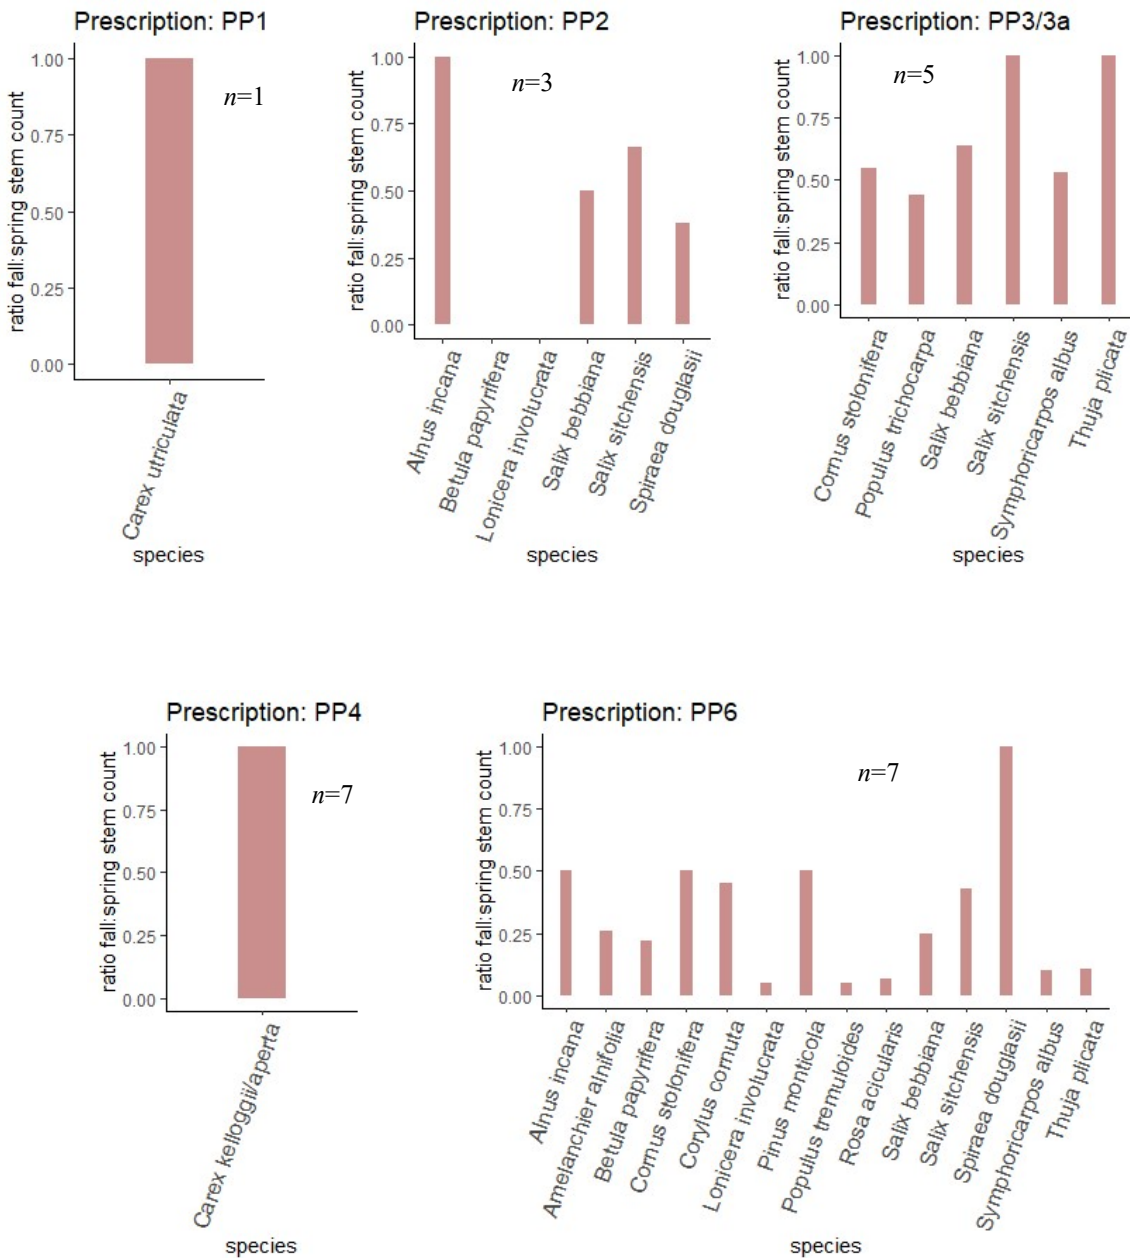 Prescription: PP1
ratio fall:spring stem count
1.00
0.75
0.50
0.25
0.00
n=1
Carex utriculata
species
Prescription: PP2
ratio fall:spring stem count
1.00
0.75
0.50
0.25
0.00
n=3
Alnus incana
Betula papyrifera
Lonicera involucrata
Salix bebbiana
Salix sitchensis
Spiraea douglasii
species
Prescription: PP3/3a
ratio fall:spring stem count
1.00
0.75
0.50
0.25
0.00
n=5
Cornus stolonifera
Populus trichocarpa
Salix bebbiana
Salix sitchensis
Symphoricarpos albus
Thuja plicata
species
Prescription: PP4
ratio fall:spring stem count
1.00
0.75
0.50
0.25
0.00
n=7
Carex kelloggii/aperta
species
Prescription: PP6
ratio fall:spring stem count
1.00
0.75
0.50
0.25
0.00
n=7
Alnus incana
Amelanchier alnifolia
Betula papyrifera
Cornus stolonifera
Corylus cornuta
Lonicera involucrata
Pinus monticola
Populus tremuloides
Rosa acicularis
Salix bebbiana
Salix sitchensis
Spiraea douglasii
Symphoricarpos albus
Thuja plicata
species